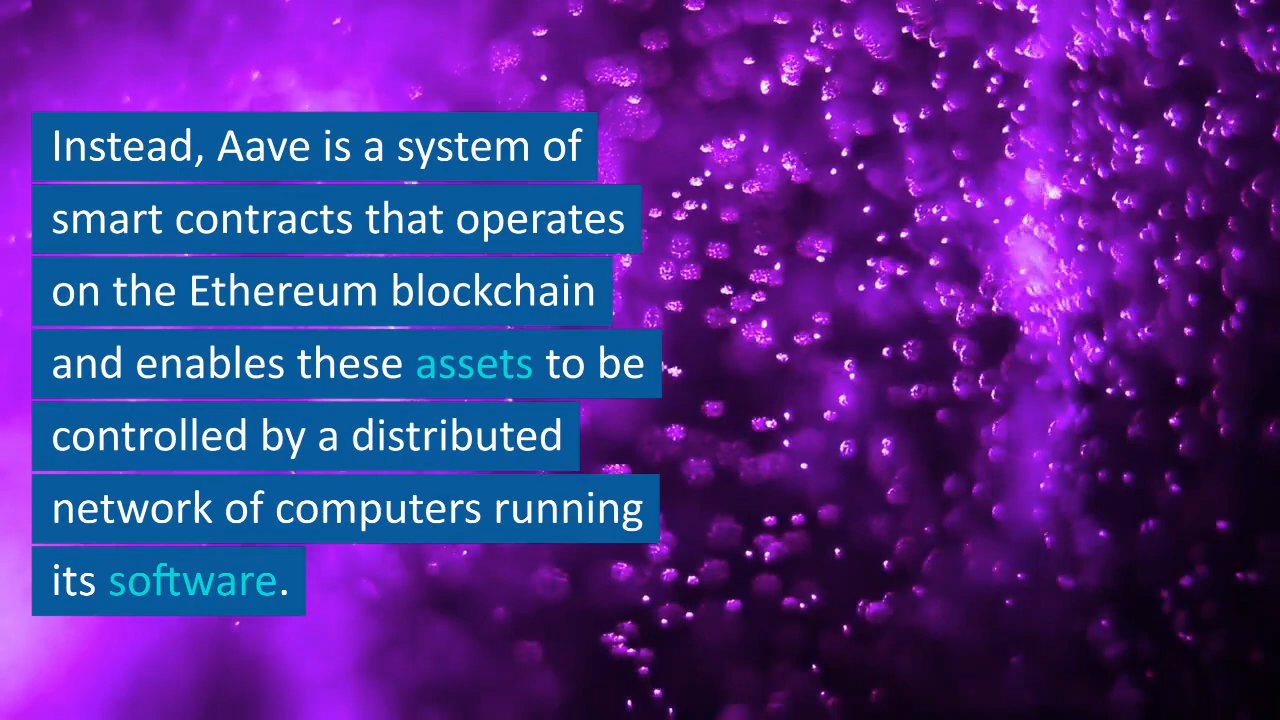 Instead, Aave is a system of
smart contracts that operates
on the Ethereum blockchain
and enables these assets to be
controlled by a distributed
network of computers running
its software.